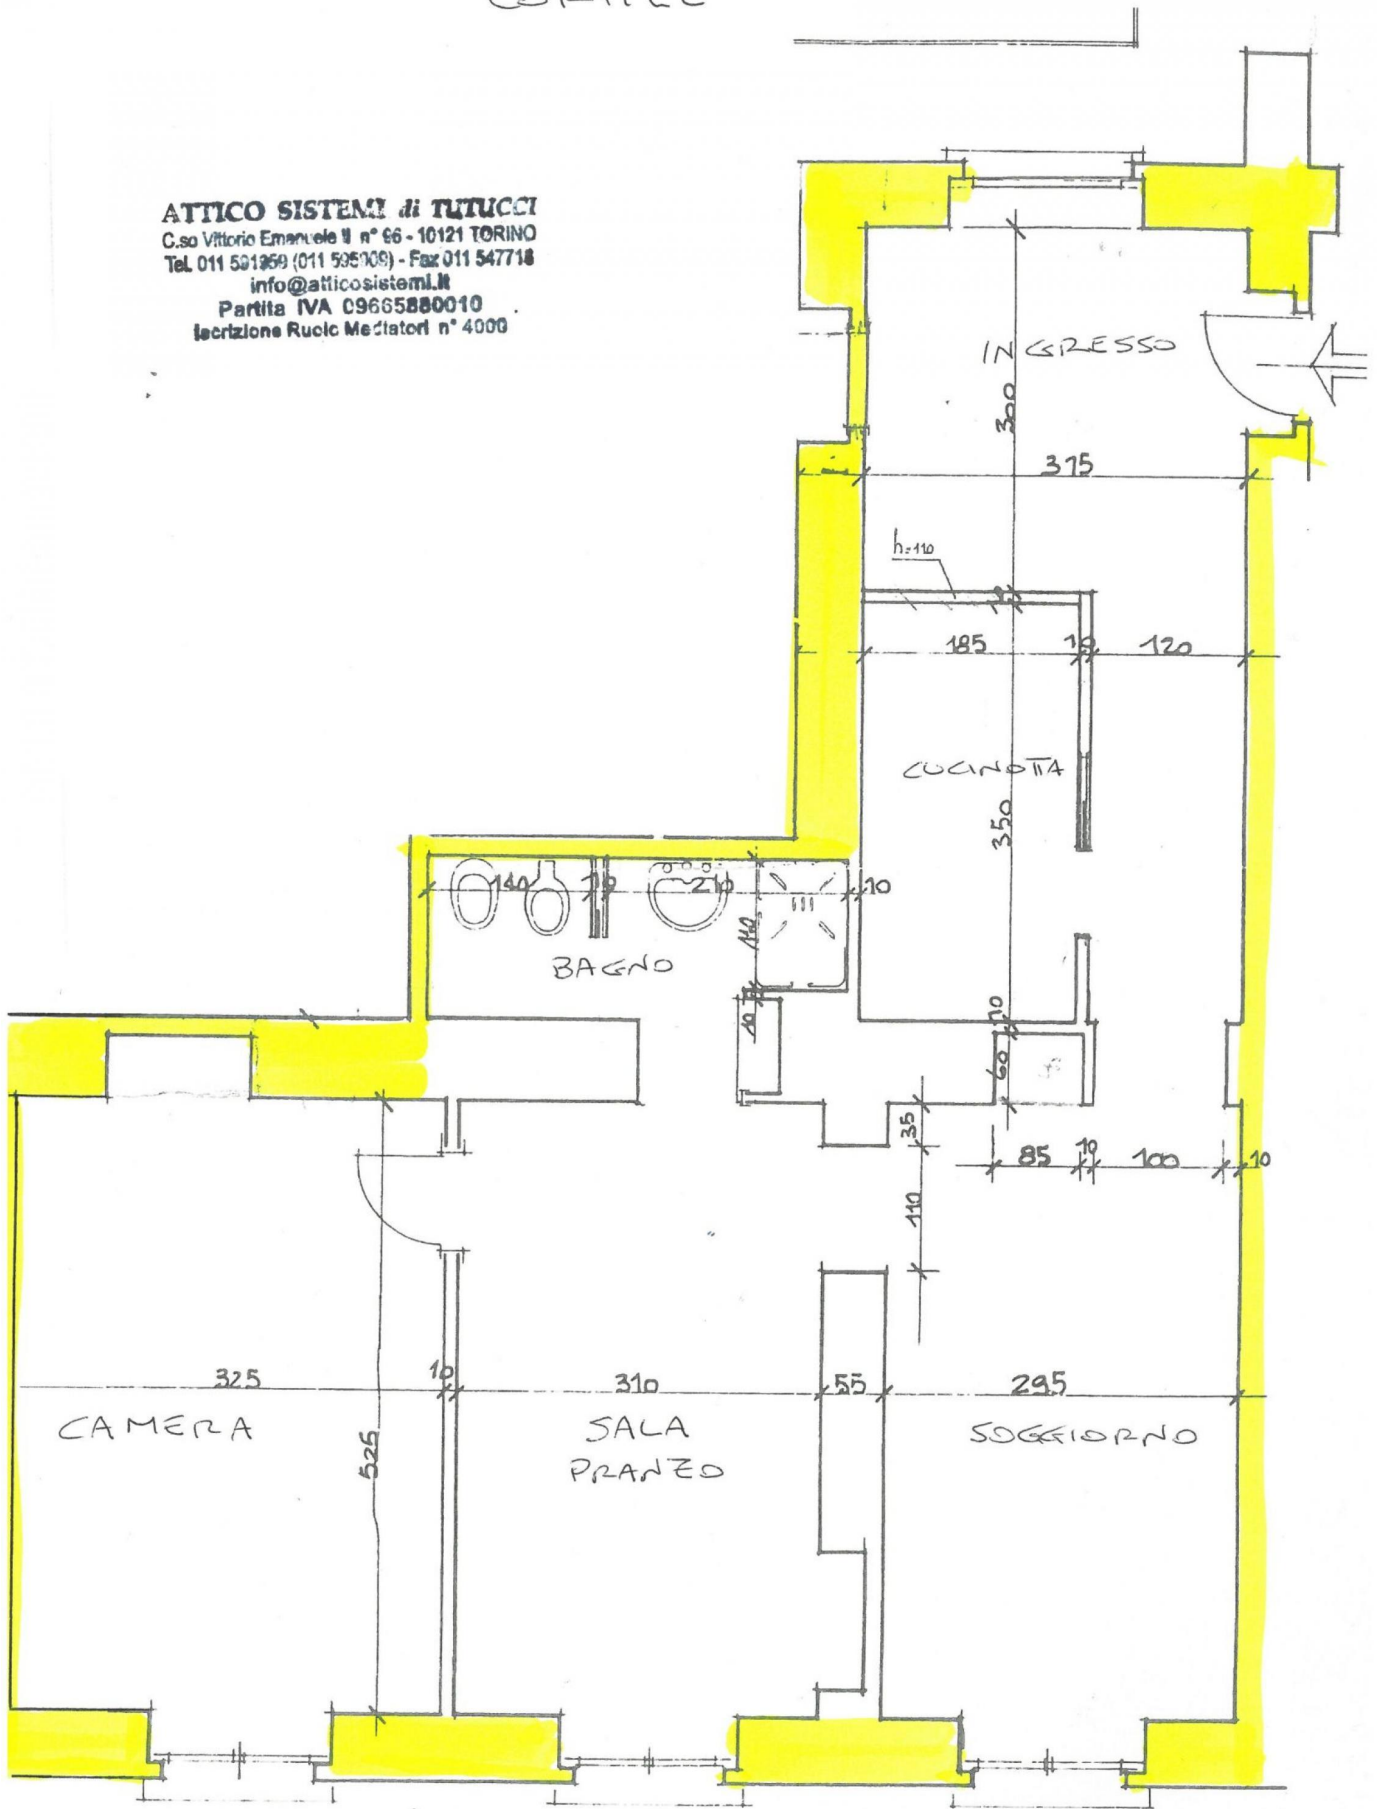 ATTICO SISTEMI di TUTUCCI
C.so Vittorio Emanuele II n° 96 - 10121 TORINO
Tel. 011 (011 - Fax 011 547718
info@atticosistemi.it
Partita IVA 09665880010
Iscrizione Ruolo Mediatori n° 4000
INGRESSO
300
315
h=110
10
185
10
120
CUCINOTTA
350
140
10
210
10
110
BAGNO
10
10
60
35
85
10
100
10
110
325
10
310
55
295
CAMERA
SALA
SOGGIORNO
PRANZO
525